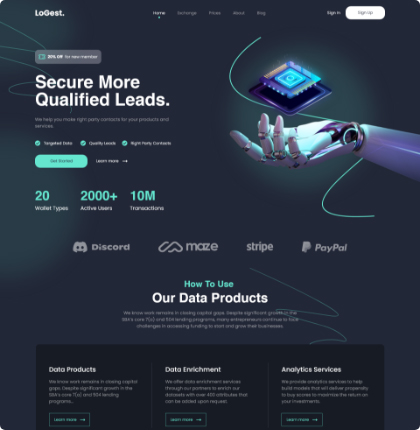 LoGest.
Home Exchange Prices About Blog
Sign In Sign Up
20% Off for new member
Secure More
Qualified Leads.
We help you make right party contacts for your products and
services.
Targeted Data Quality Leads Right Party Contacts
Get Started Learn more
20 2000+ 10M
Wallet Types Active Users Transactions
Discord maze stripe PayPal
How To Use
Our Data Products
We know work remains in closing capital gaps. Despite significant growth in the
SBA's core 7(a) and 504 lending programs, many entrepreneurs continue to face
challenges in accessing funding to start and grow their businesses.
Data Products
We know work remains in closing capital
gaps. Despite significant growth in the
SBA's core 7(a) and 504 lending
programs...
Learn more
Data Enrichment
We offer data enrichment services
through our partners to enrich our
datasets with over 400 attributes that
can be added upon request.
Learn more
Analytics Services
We provide analytics services to help
build models that will deliver propensity
to buy scores to maximize the return on
your investments.
Learn more